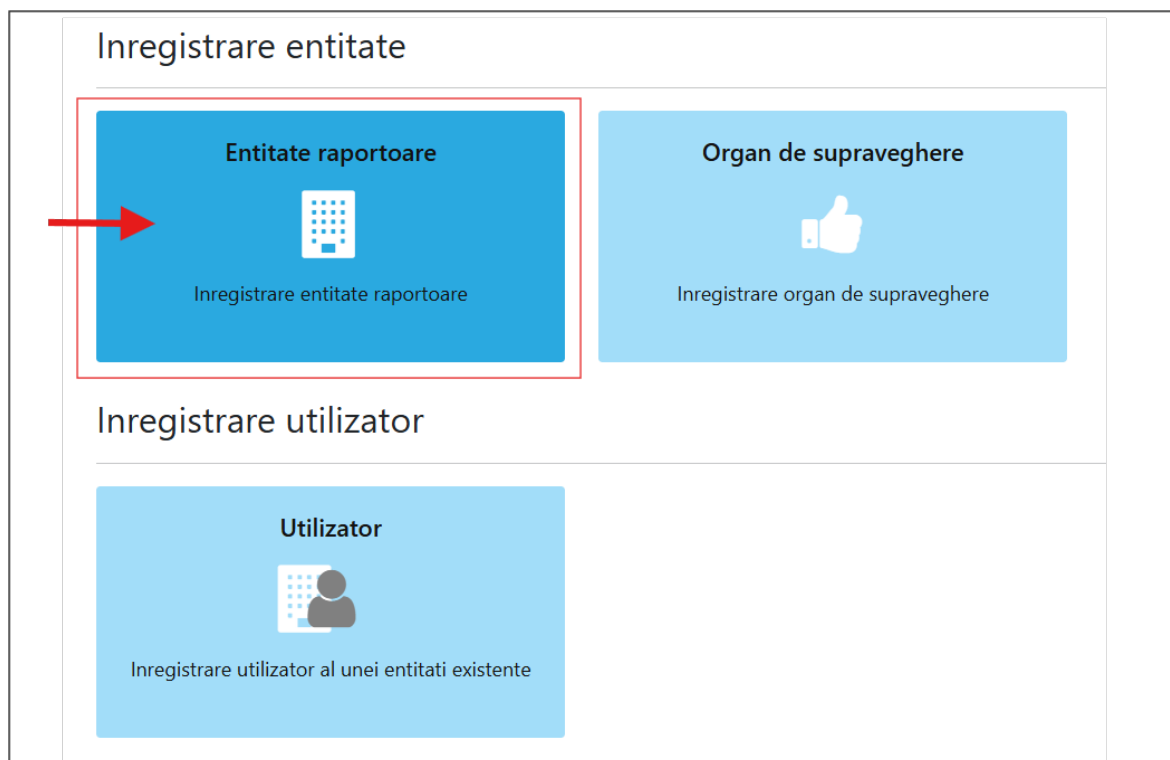 Inregistrare entitate
Entitate raportoare
Inregistrare entitate raportoare
Organ de supraveghere
Inregistrare organ de supraveghere
Inregistrare utilizator
Utilizator
Inregistrare utilizator al unei entitati existente